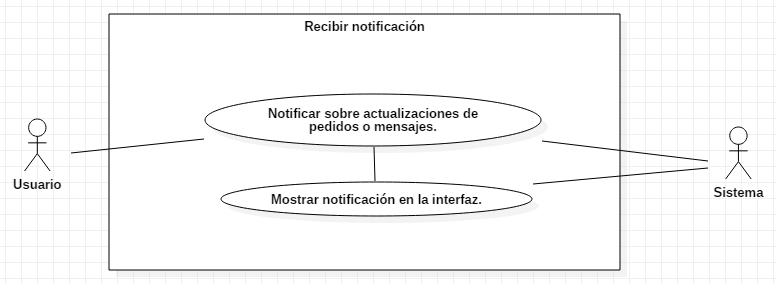 Recibir notificación
Notificar sobre actualizaciones de
pedidos o mensajes.
Usuario
Mostrar notificación en la interfaz.
Sistema